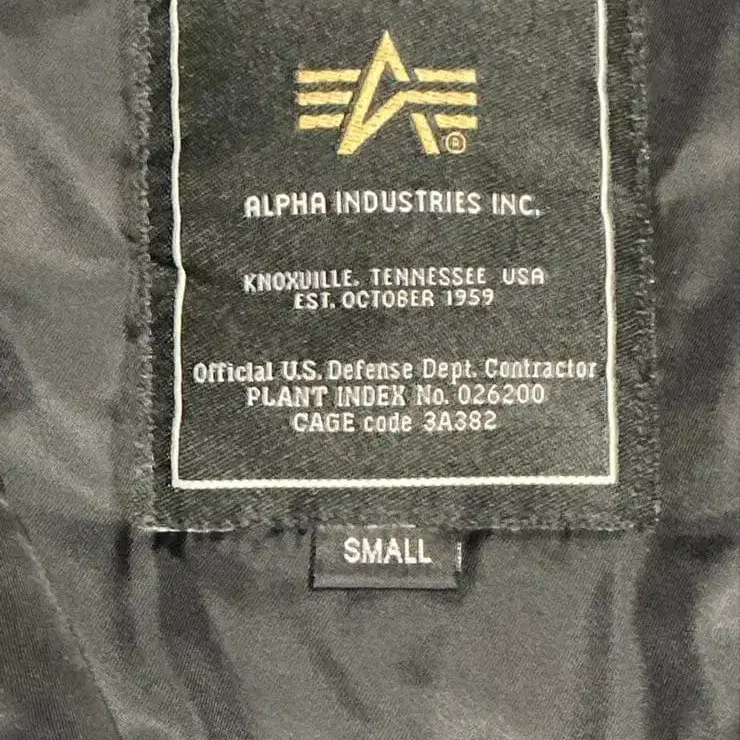 ®
ALPHA INDUSTRIES INC.
KNOXVILLE, TENNESSEE USA
EST. OCTOBER 1959
Official U.S. Defense Dept. Contractor
PLANT INDEX No. 026200
CAGE code 3A382
SMALL